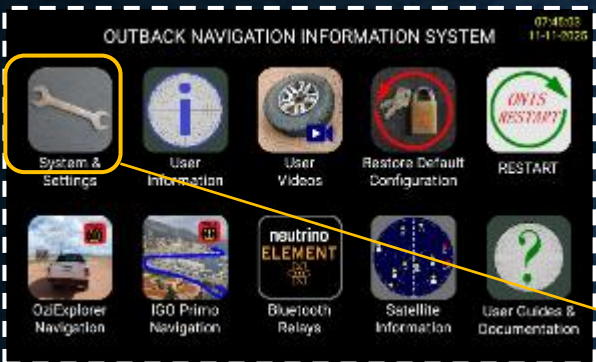 OUTBACK NAVIGATION INFORMATION SYSTEM
07:45:03
11-11-2025
System &
Settings
User
Information
User
Videos
Restore Default
Configuration
ONIS
RESTART
RESTART
OziExplorer
Navigation
IGO Primo
Navigation
neutrino
ELEMENT
Bluetooth
Relays
Satellite
Information
User Guides &
Documentation